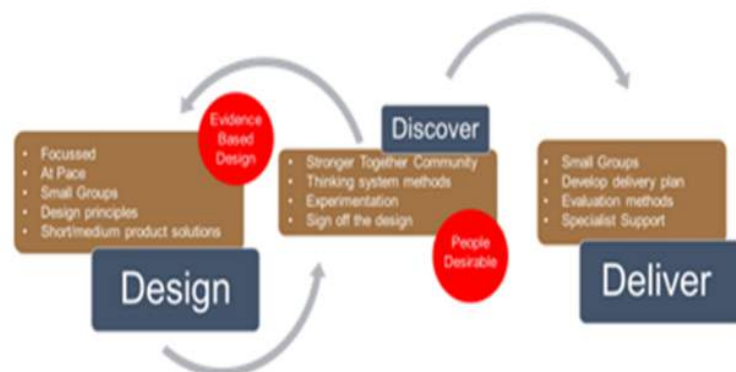 Evidence
Based
Design
• Focussed
• At Pace
• Small Groups
• Design principles
• Short/medium product solutions
Design
Discover
• Stronger Together Community
• Thinking system methods
• Experimentation
• Sign off the design
People
Desirable
• Small Groups
• Develop delivery plan
• Evaluation methods
• Specialist Support
Deliver